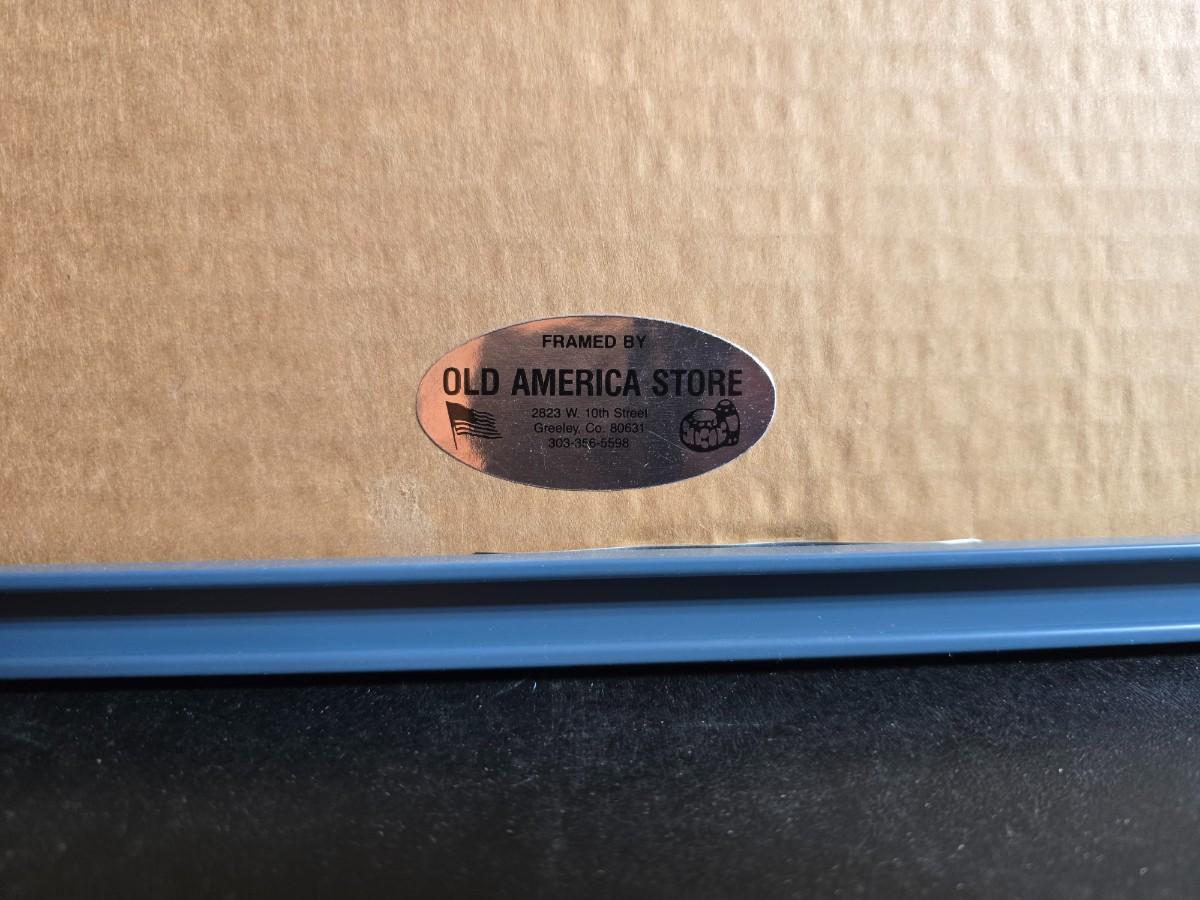 FRAMED BY
OLD AMERICA STORE
2823 W. 10th Street
Greeley, Co. 80631
303-356-5598